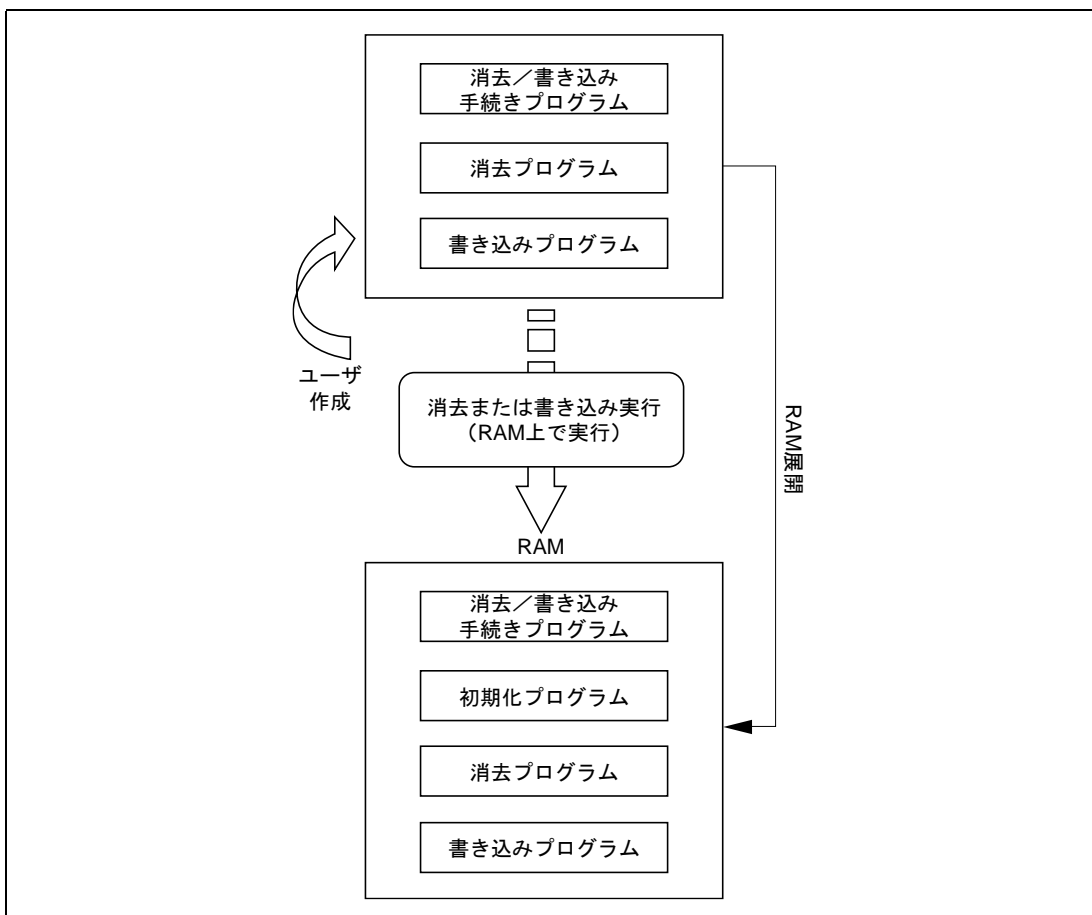 消去／書き込み
手続きプログラム
消去プログラム
書き込みプログラム
ユーザ
作成
消去または書き込み実行
（RAM上で実行）
RAM展開
RAM
消去／書き込み
手続きプログラム
初期化プログラム
消去プログラム
書き込みプログラム